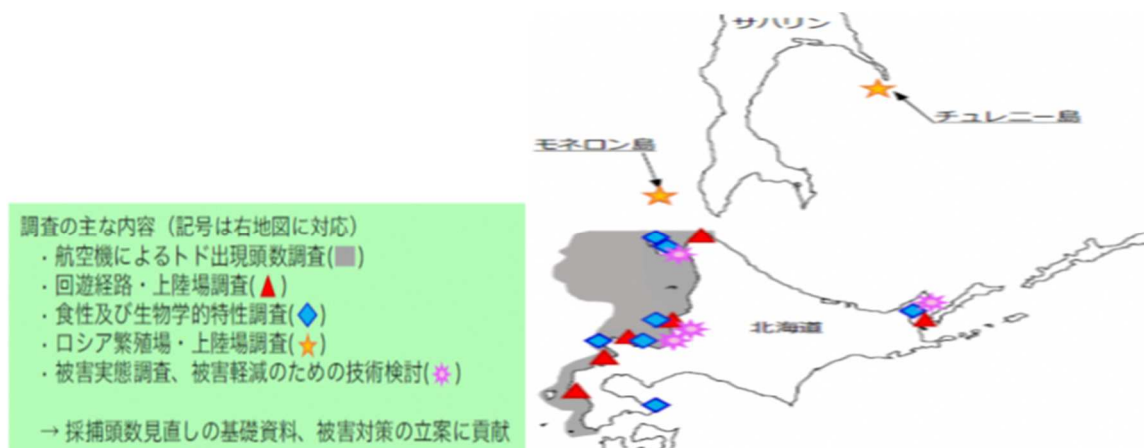 サハリン
チュレニー島
モネロン島
調査の主な内容（記号は右地図に対応）
・航空機によるトド出現頭数調査(■)
・回遊経路・上陸場調査(▲)
・食性及び生物学的特性調査(◆)
・ロシア繁殖場・上陸場調査(★)
・被害実態調査、被害軽減のための技術検討(✹)
北海道
→ 採捕頭数見直しの基礎資料、被害対策の立案に貢献